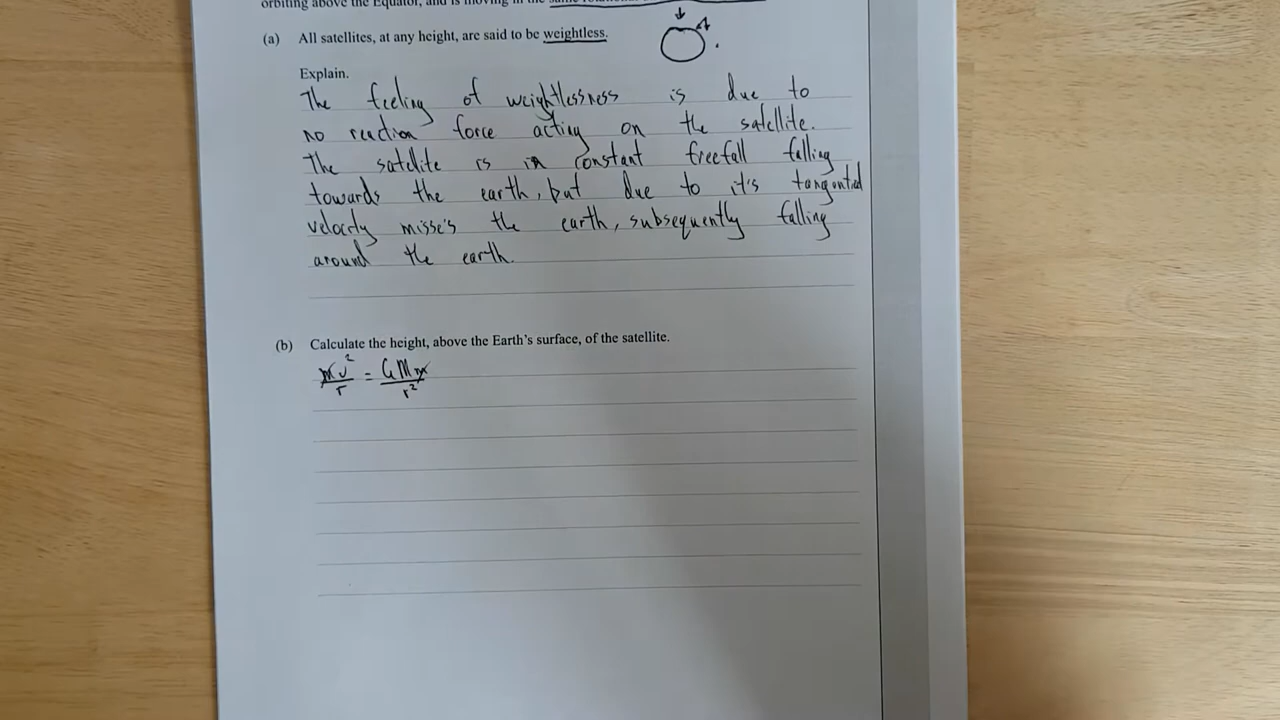 orbiting above the Equator, and is moving in the same
(a) All satellites, at any height, are said to be weightless.
Explain.
The feeling of weightlessness is due to
no reaction force acting on the satellite.
The satellite is in constant freefall falling
towards the earth, but due to it's tangential
velocity misse's the earth, subsequently falling
around the earth.
(b) Calculate the height, above the Earth's surface, of the satellite.
mv²/r = GMm/r²